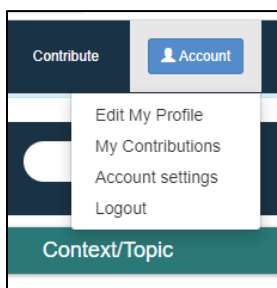 Contribute
Account
Edit My Profile
My Contributions
Account settings
Logout
Context/Topic